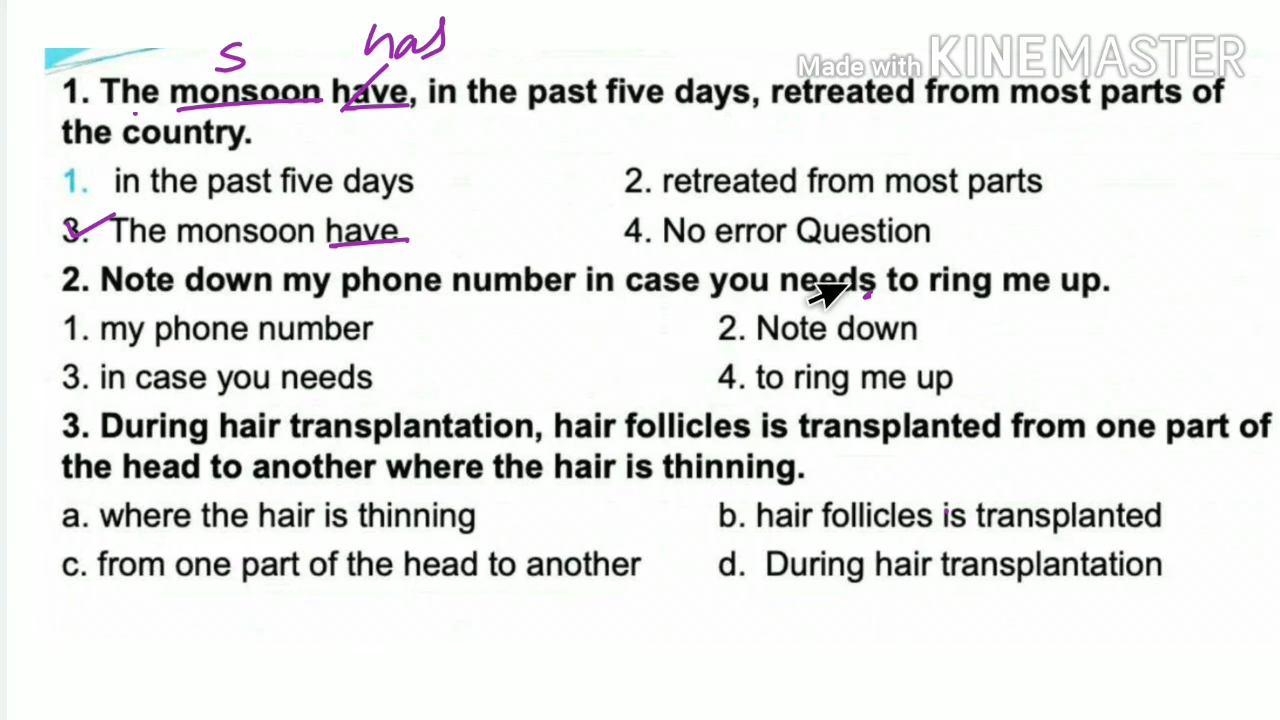 s has
Made with KINEMASTER
1. The monsoon have, in the past five days, retreated from most parts of
the country.
1. in the past five days 2. retreated from most parts
3. The monsoon have 4. No error Question
2. Note down my phone number in case you needs to ring me up.
1. my phone number 2. Note down
3. in case you needs 4. to ring me up
3. During hair transplantation, hair follicles is transplanted from one part of
the head to another where the hair is thinning.
a. where the hair is thinning b. hair follicles is transplanted
c. from one part of the head to another d. During hair transplantation